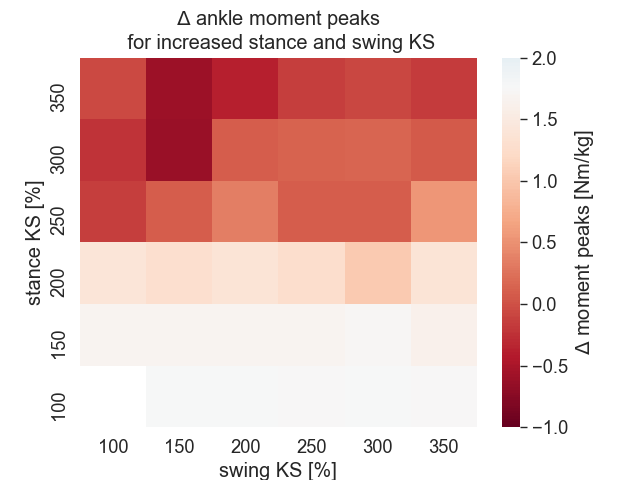 Δ ankle moment peaks
for increased stance and swing KS
350
300
250
200
150
100
stance KS [%]
100 150 200 250 300 350
swing KS [%]
2.0
1.5
1.0
0.5
0.0
−0.5
−1.0
Δ moment peaks [Nm/kg]